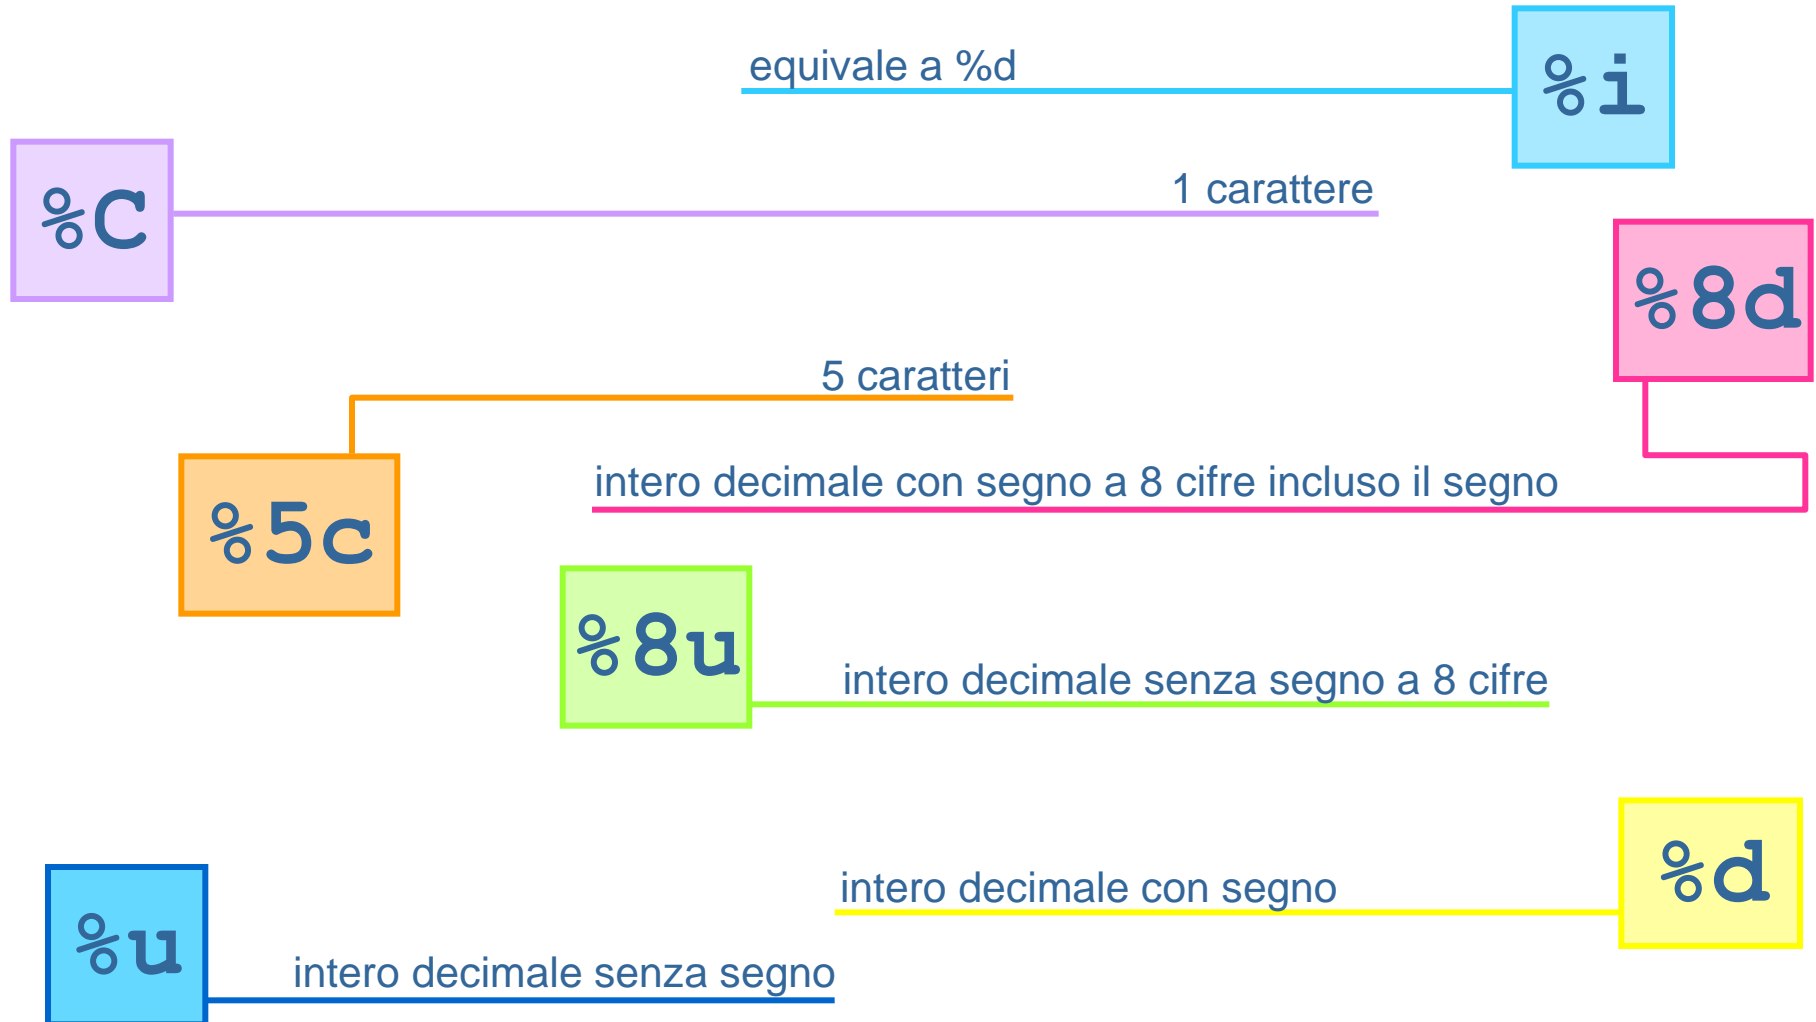 equivale a %d
%i
1 carattere
%C
%8d
5 caratteri
intero decimale con segno a 8 cifre incluso il segno
%5c
%8u
intero decimale senza segno a 8 cifre
%d
intero decimale con segno
%u
intero decimale senza segno